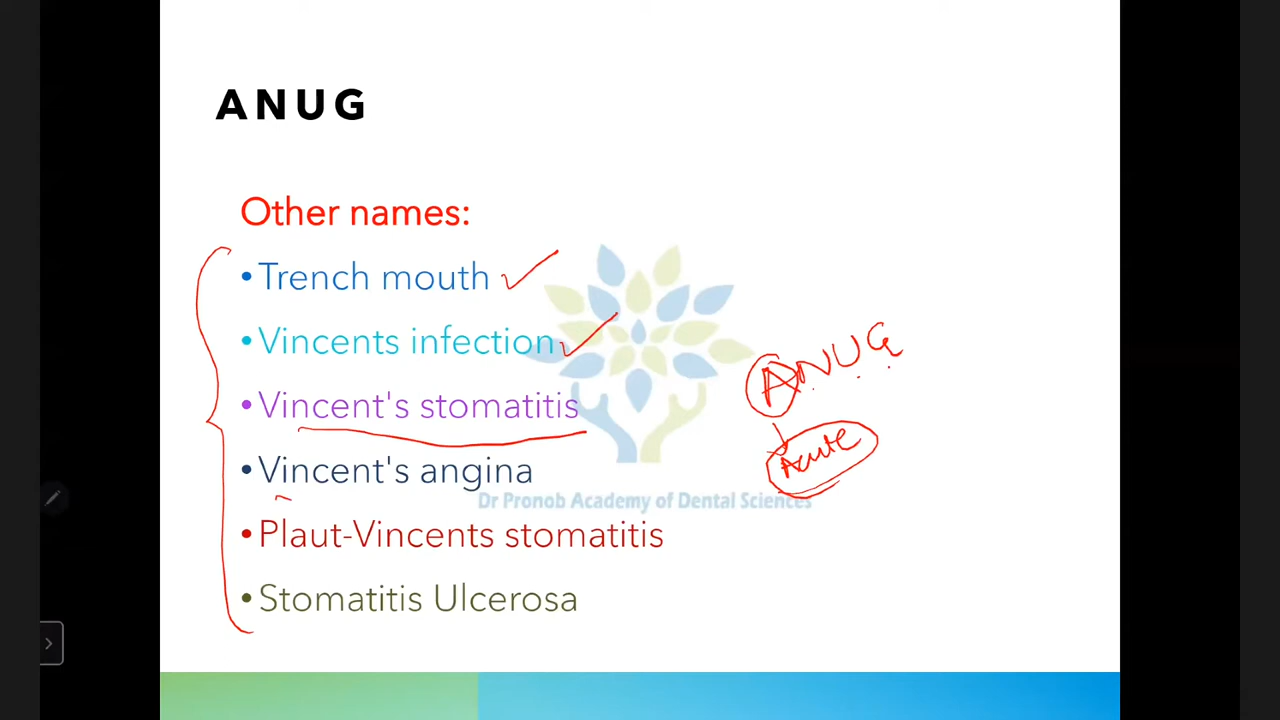 ANUG
Other names:
•Trench mouth
•Vincents infection
ANUG
•Vincent's stomatitis
Acute
•Vincent's angina
Dr Pronob Academy of Dental Sciences
•Plaut-Vincents stomatitis
•Stomatitis Ulcerosa